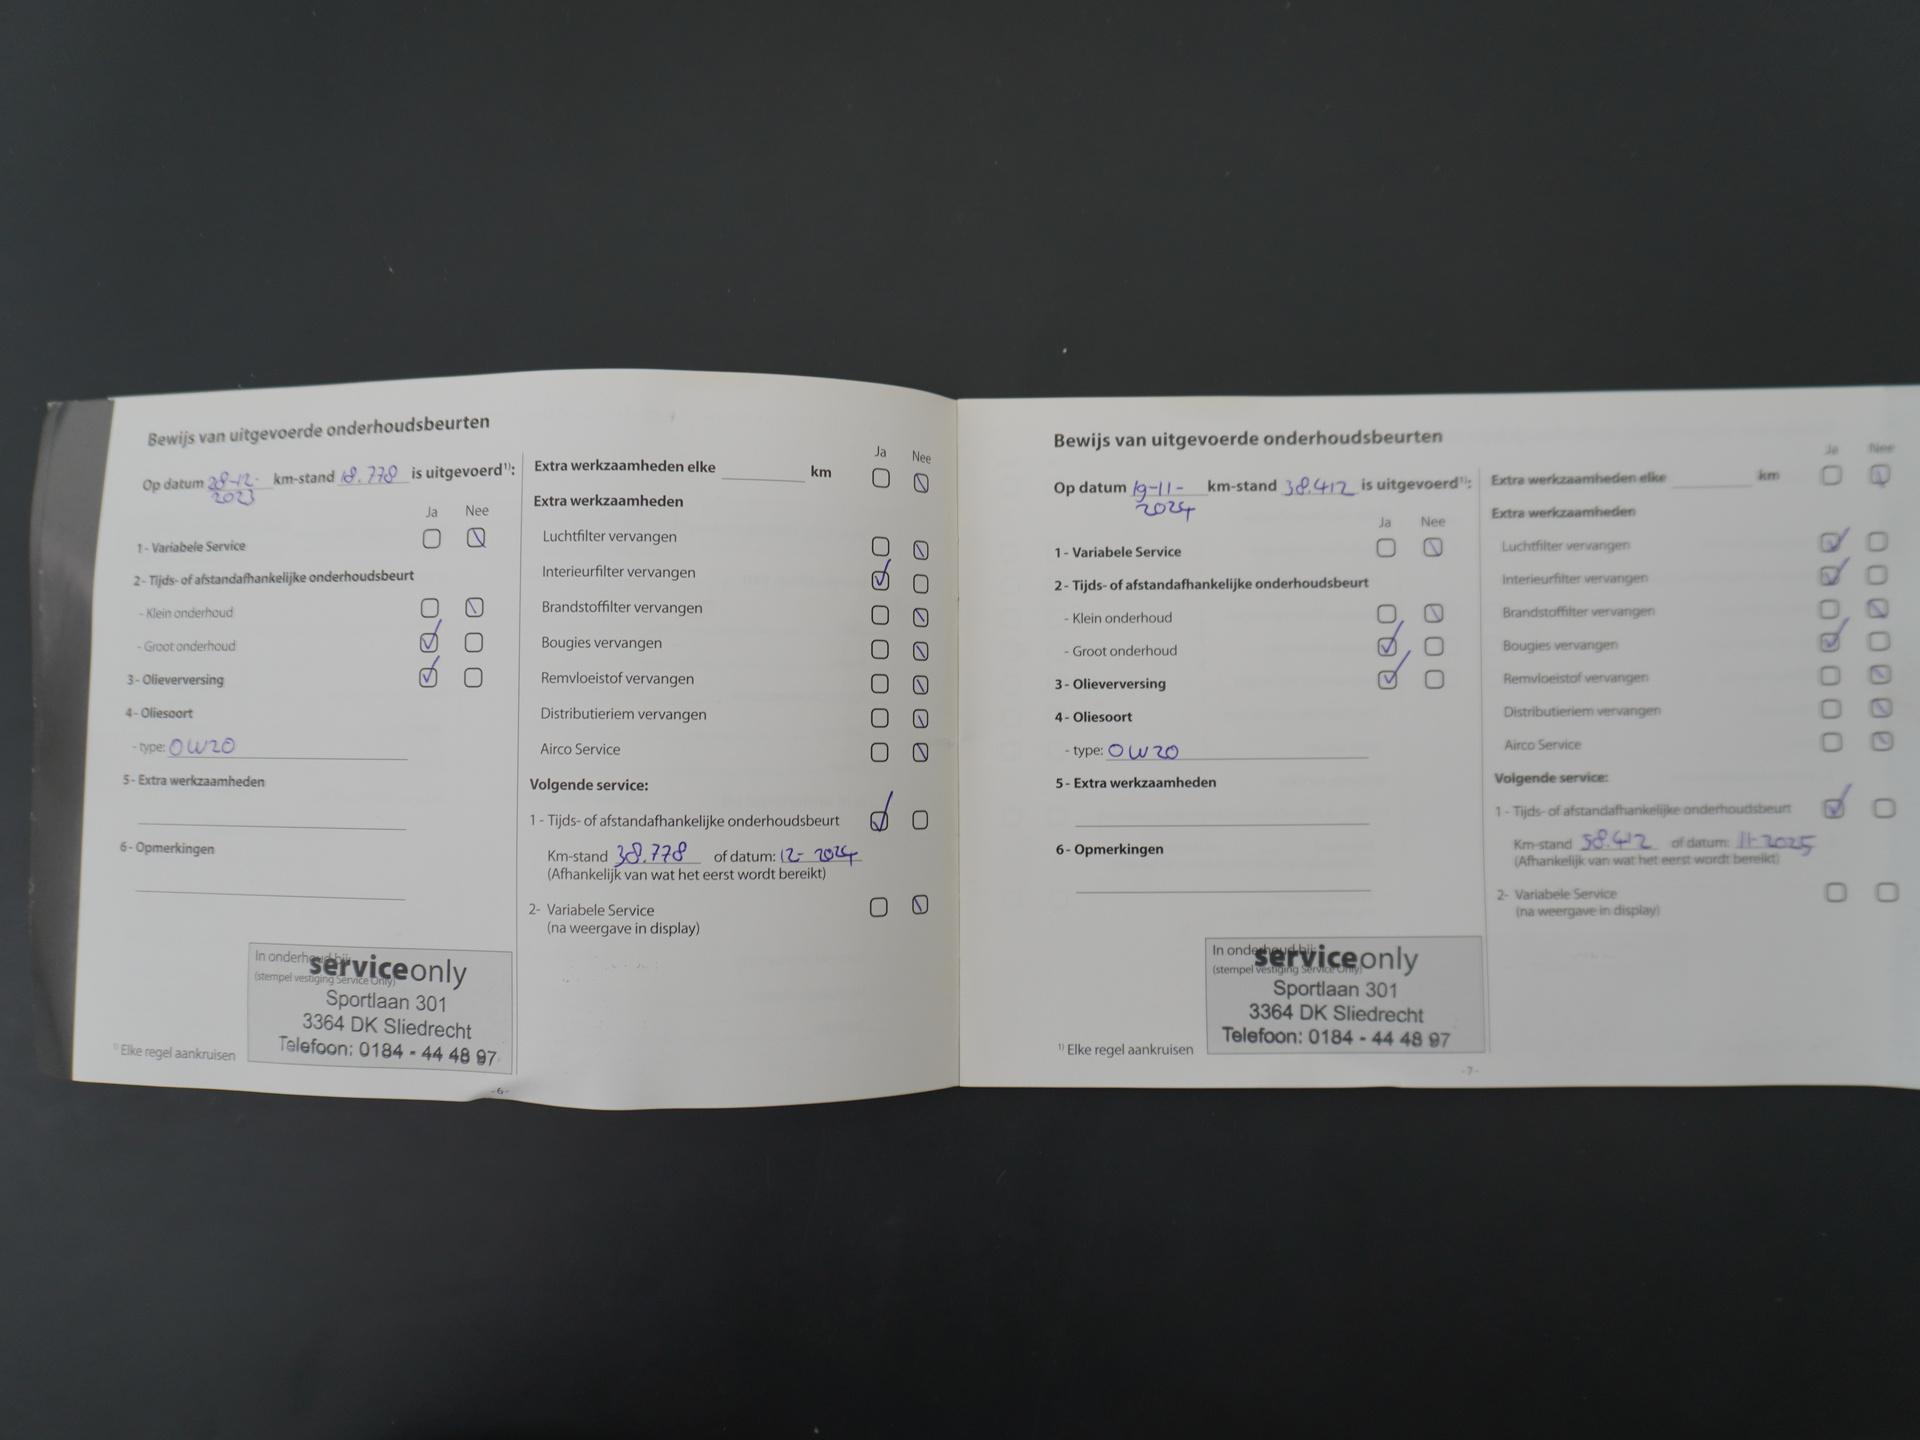 Bewijs van uitgevoerde onderhoudsbeurten
Op datum 28-12- km-stand 18.778 is uitgevoerd¹⁾:
2023
Ja Nee
1 - Variabele Service
2 - Tijds- of afstandafhankelijke onderhoudsbeurt
- Klein onderhoud
- Groot onderhoud
3 - Olieverversing
4 - Oliesoort
- type: 0W20
5 - Extra werkzaamheden
6 - Opmerkingen
In onderhoud bij:
(stempel vestiging Service Only)
serviceonly
Sportlaan 301
3364 DK Sliedrecht
Telefoon: 0184 - 44 48 97
¹⁾ Elke regel aankruisen
Ja Nee
Extra werkzaamheden elke km
Extra werkzaamheden
Luchtfilter vervangen
Interieurfilter vervangen
Brandstoffilter vervangen
Bougies vervangen
Remvloeistof vervangen
Distributieriem vervangen
Airco Service
Volgende service:
1 - Tijds- of afstandafhankelijke onderhoudsbeurt
Km-stand 38.778 of datum: 12- 2024
(Afhankelijk van wat het eerst wordt bereikt)
2- Variabele Service
(na weergave in display)
-6-
Bewijs van uitgevoerde onderhoudsbeurten
Op datum 19-11- km-stand 38.412 is uitgevoerd¹⁾:
2024
Ja Nee
1 - Variabele Service
2 - Tijds- of afstandafhankelijke onderhoudsbeurt
- Klein onderhoud
- Groot onderhoud
3 - Olieverversing
4 - Oliesoort
- type: 0W20
5 - Extra werkzaamheden
6 - Opmerkingen
In onderhoud bij:
(stempel vestiging Service Only)
serviceonly
Sportlaan 301
3364 DK Sliedrecht
Telefoon: 0184 - 44 48 97
¹⁾ Elke regel aankruisen
Ja Nee
Extra werkzaamheden elke km
Extra werkzaamheden
Luchtfilter vervangen
Interieurfilter vervangen
Brandstoffilter vervangen
Bougies vervangen
Remvloeistof vervangen
Distributieriem vervangen
Airco Service
Volgende service:
1 - Tijds- of afstandafhankelijke onderhoudsbeurt
Km-stand 58.412 of datum: 11-2025
(Afhankelijk van wat het eerst wordt bereikt)
2- Variabele Service
(na weergave in display)
-7-